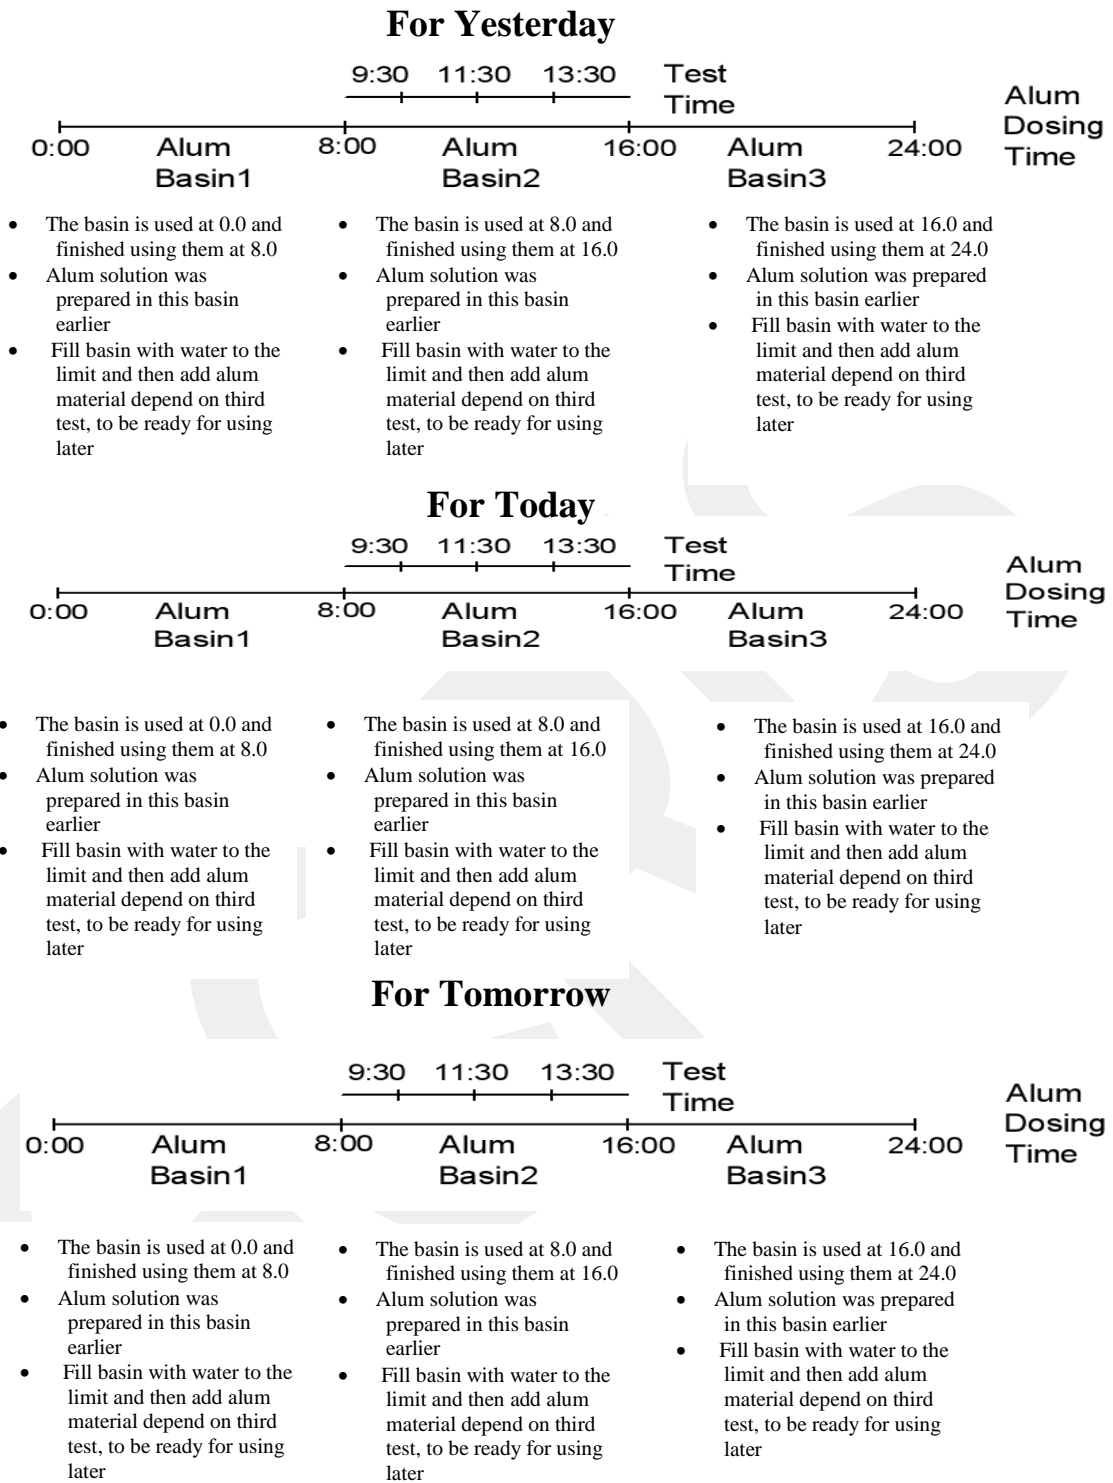 For Yesterday
9:30 11:30 13:30 Test
Time
Alum
Dosing
Time
0:00 Alum 8:00 Alum 16:00 Alum 24:00
Basin1 Basin2 Basin3
• The basin is used at 0.0 and
finished using them at 8.0
• Alum solution was
prepared in this basin
earlier
• Fill basin with water to the
limit and then add alum
material depend on third
test, to be ready for using
later
• The basin is used at 8.0 and
finished using them at 16.0
• Alum solution was
prepared in this basin
earlier
• Fill basin with water to the
limit and then add alum
material depend on third
test, to be ready for using
later
• The basin is used at 16.0 and
finished using them at 24.0
• Alum solution was prepared
in this basin earlier
• Fill basin with water to the
limit and then add alum
material depend on third
test, to be ready for using
later
For Today
9:30 11:30 13:30 Test
Time
Alum
Dosing
Time
0:00 Alum 8:00 Alum 16:00 Alum 24:00
Basin1 Basin2 Basin3
• The basin is used at 0.0 and
finished using them at 8.0
• Alum solution was
prepared in this basin
earlier
• Fill basin with water to the
limit and then add alum
material depend on third
test, to be ready for using
later
• The basin is used at 8.0 and
finished using them at 16.0
• Alum solution was
prepared in this basin
earlier
• Fill basin with water to the
limit and then add alum
material depend on third
test, to be ready for using
later
• The basin is used at 16.0 and
finished using them at 24.0
• Alum solution was prepared
in this basin earlier
• Fill basin with water to the
limit and then add alum
material depend on third
test, to be ready for using
later
For Tomorrow
9:30 11:30 13:30 Test
Time
Alum
Dosing
Time
0:00 Alum 8:00 Alum 16:00 Alum 24:00
Basin1 Basin2 Basin3
• The basin is used at 0.0 and
finished using them at 8.0
• Alum solution was
prepared in this basin
earlier
• Fill basin with water to the
limit and then add alum
material depend on third
test, to be ready for using
later
• The basin is used at 8.0 and
finished using them at 16.0
• Alum solution was
prepared in this basin
earlier
• Fill basin with water to the
limit and then add alum
material depend on third
test, to be ready for using
later
• The basin is used at 16.0 and
finished using them at 24.0
• Alum solution was prepared
in this basin earlier
• Fill basin with water to the
limit and then add alum
material depend on third
test, to be ready for using
later